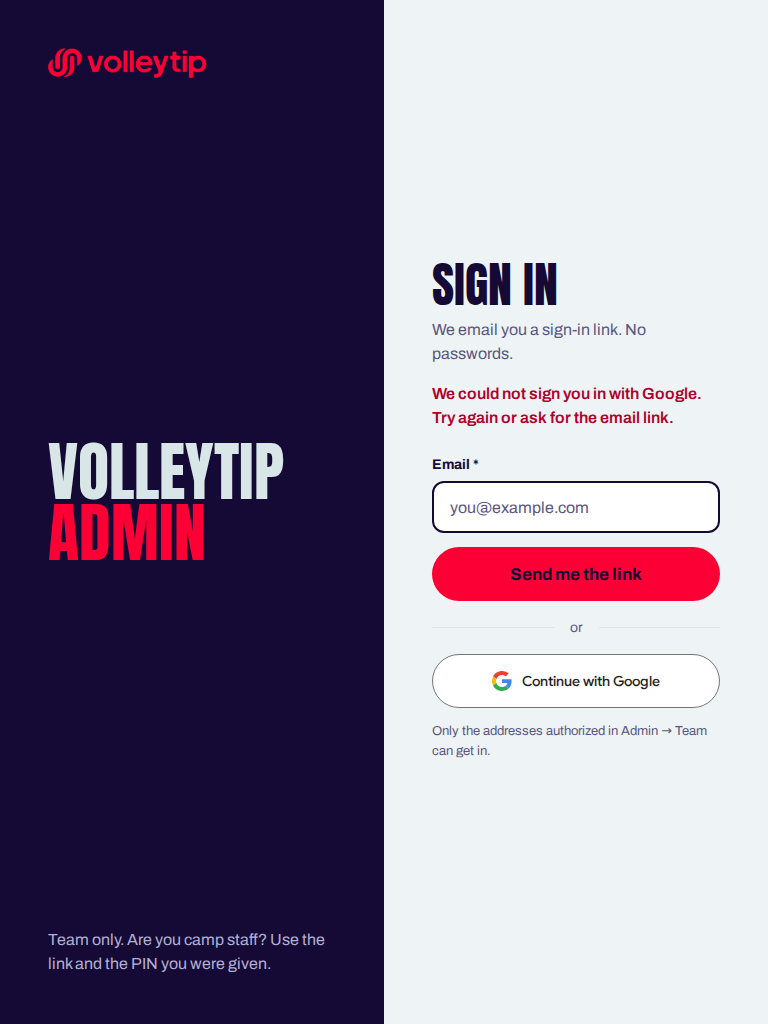 volleytip
VOLLEYTIP
ADMIN
Team only. Are you camp staff? Use the
link and the PIN you were given.
SIGN IN
We email you a sign-in link. No
passwords.
We could not sign you in with Google.
Try again or ask for the email link.
Email *
you@example.com
Send me the link
or
Continue with Google
Only the addresses authorized in Admin → Team
can get in.